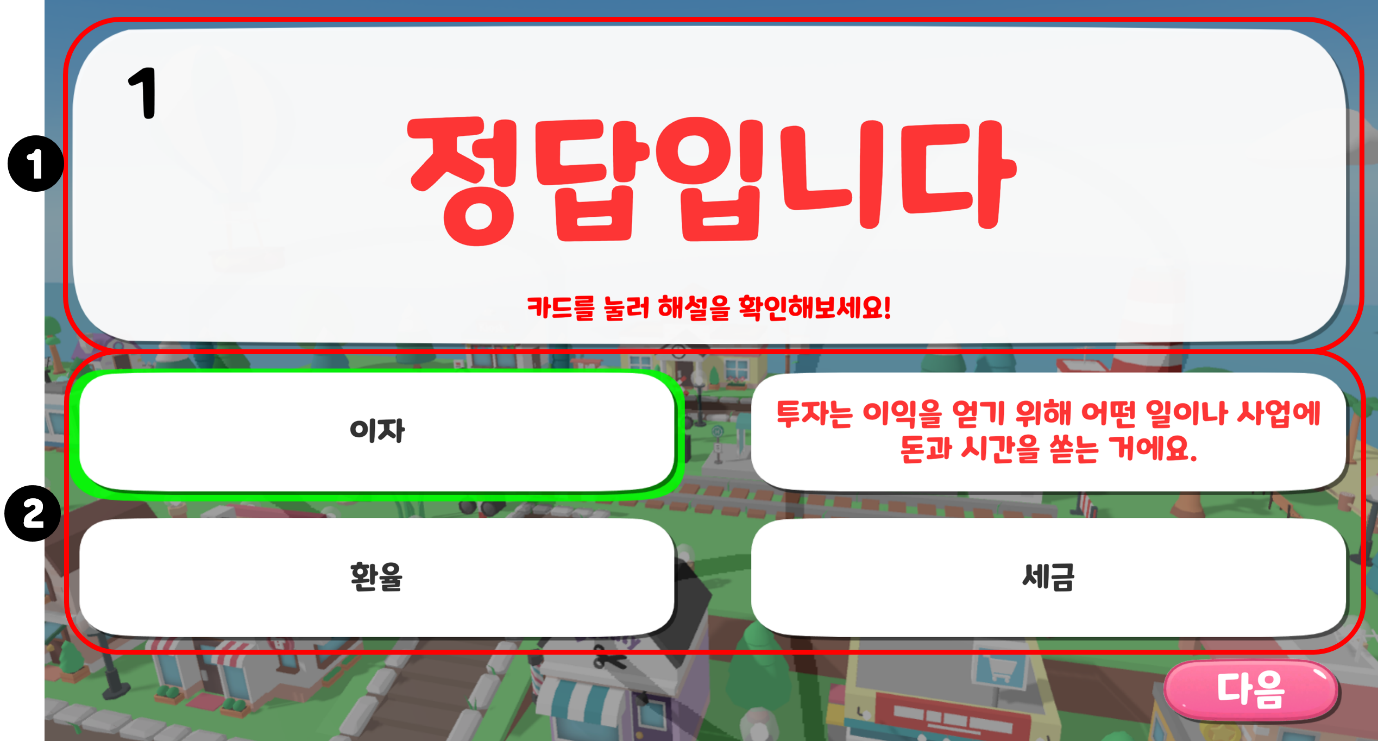 1
1
정답입니다
카드를 눌러 해설을 확인해보세요!
2
이자
투자는 이익을 얻기 위해 어떤 일이나 사업에
돈과 시간을 쏟는 거에요.
환율
세금
다음